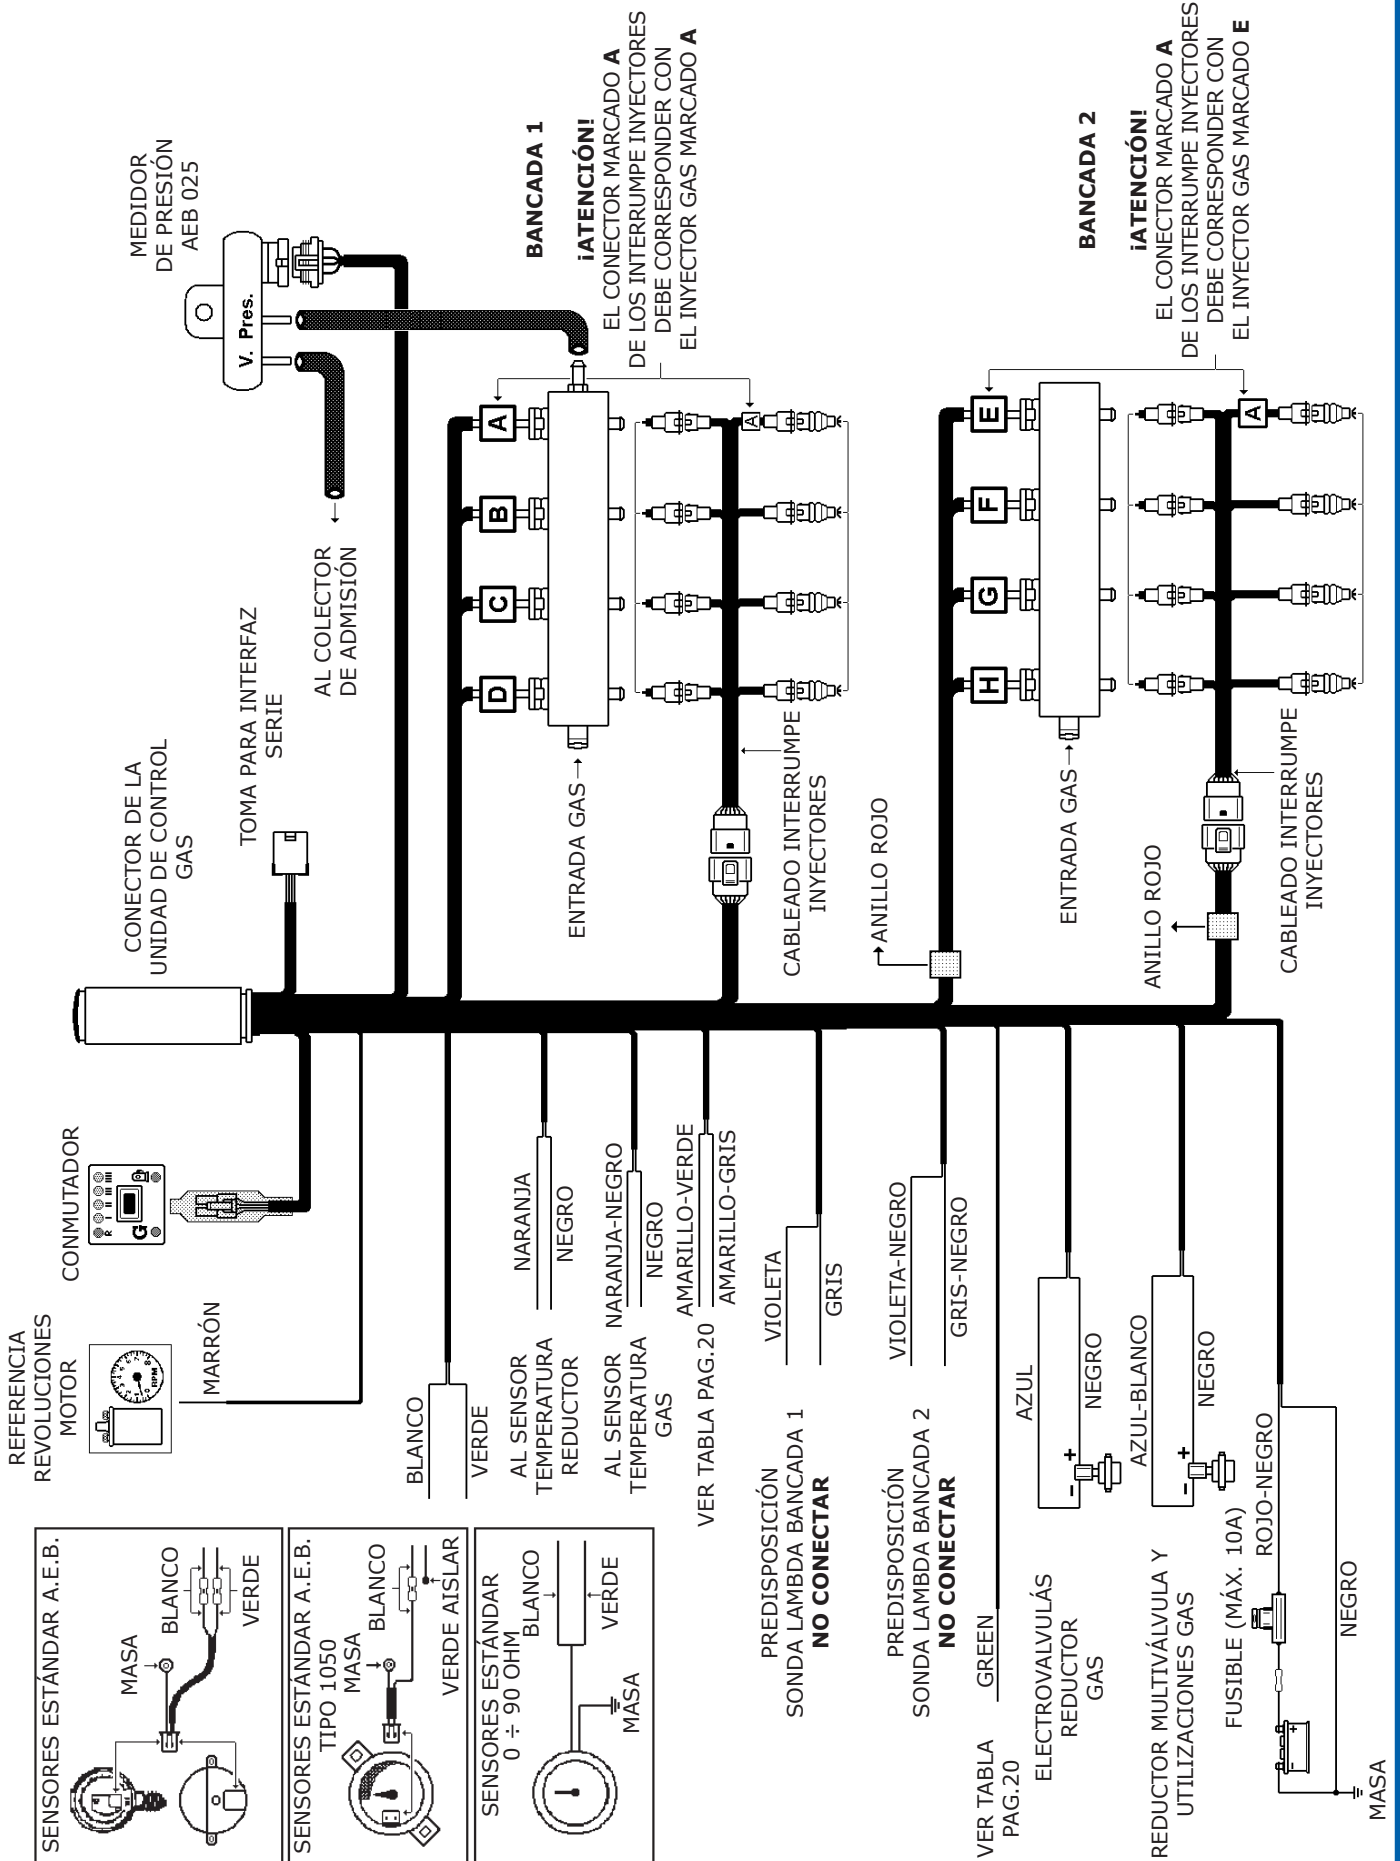 SENSORES ESTÁNDAR A.E.B.
MASA
BLANCO
VERDE
SENSORES ESTÁNDAR A.E.B.
TIPO 1050
MASA
BLANCO
VERDE AISLAR
SENSORES ESTÁNDAR
0 ÷ 90 OHM
BLANCO
VERDE
MASA
REFERENCIA
REVOLUCIONES
MOTOR
RPM
MARRÓN
CONMUTADOR
R I II III IIII
G
CONECTOR DE LA
UNIDAD DE CONTROL
GAS
TOMA PARA INTERFAZ
SERIE
MEDIDOR
DE PRESIÓN
AEB 025
V. Pres.
AL COLECTOR
DE ADMISIÓN
BLANCO
VERDE
AL SENSOR
TEMPERATURA
REDUCTOR
NARANJA
NEGRO
AL SENSOR
TEMPERATURA
GAS
NARANJA-NEGRO
NEGRO
VER TABLA PAG.20
AMARILLO-VERDE
AMARILLO-GRIS
PREDISPOSICIÓN
SONDA LAMBDA BANCADA 1
NO CONECTAR
VIOLETA
GRIS
PREDISPOSICIÓN
SONDA LAMBDA BANCADA 2
NO CONECTAR
VIOLETA-NEGRO
GRIS-NEGRO
VER TABLA
PAG.20
GREEN
ELECTROVALVULÁS
REDUCTOR
GAS
AZUL
NEGRO
− +
REDUCTOR MULTIVÁLVULA Y
UTILIZACIONES GAS
AZUL-BLANCO
NEGRO
− +
FUSIBLE (MÁX. 10A)
ROJO-NEGRO
NEGRO
− +
MASA
D
C
B
A
ENTRADA GAS
BANCADA 1
¡ATENCIÓN!
EL CONECTOR MARCADO A
DE LOS INTERRUMPE INYECTORES
DEBE CORRESPONDER CON
EL INYECTOR GAS MARCADO A
A
CABLEADO INTERRUMPE
INYECTORES
ANILLO ROJO
H
G
F
E
ENTRADA GAS
BANCADA 2
¡ATENCIÓN!
EL CONECTOR MARCADO A
DE LOS INTERRUMPE INYECTORES
DEBE CORRESPONDER CON
EL INYECTOR GAS MARCADO E
A
ANILLO ROJO
CABLEADO INTERRUMPE
INYECTORES